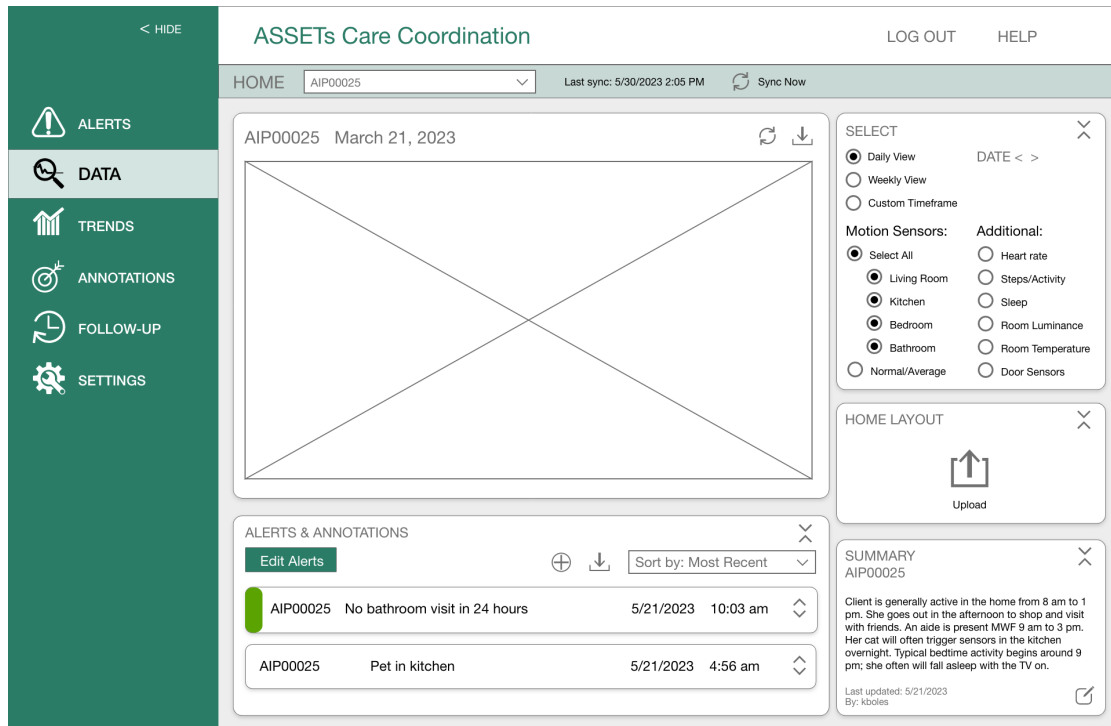 < HIDE
ALERTS
DATA
TRENDS
ANNOTATIONS
FOLLOW-UP
SETTINGS
ASSETs Care Coordination
LOG OUT
HELP
HOME
AIP00025
Last sync: 5/30/2023 2:05 PM
Sync Now
AIP00025 March 21, 2023
SELECT
Daily View
DATE < >
Weekly View
Custom Timeframe
Motion Sensors:
Select All
Living Room
Kitchen
Bedroom
Bathroom
Normal/Average
Additional:
Heart rate
Steps/Activity
Sleep
Room Luminance
Room Temperature
Door Sensors
HOME LAYOUT
Upload
ALERTS & ANNOTATIONS
Edit Alerts
Sort by: Most Recent
AIP00025 No bathroom visit in 24 hours 5/21/2023 10:03 am
AIP00025 Pet in kitchen 5/21/2023 4:56 am
SUMMARY
AIP00025
Client is generally active in the home from 8 am to 1
pm. She goes out in the afternoon to shop and visit
with friends. An aide is present MWF 9 am to 3 pm.
Her cat will often trigger sensors in the kitchen
overnight. Typical bedtime activity begins around 9
pm; she often will fall asleep with the TV on.
Last updated: 5/21/2023
By: kboles